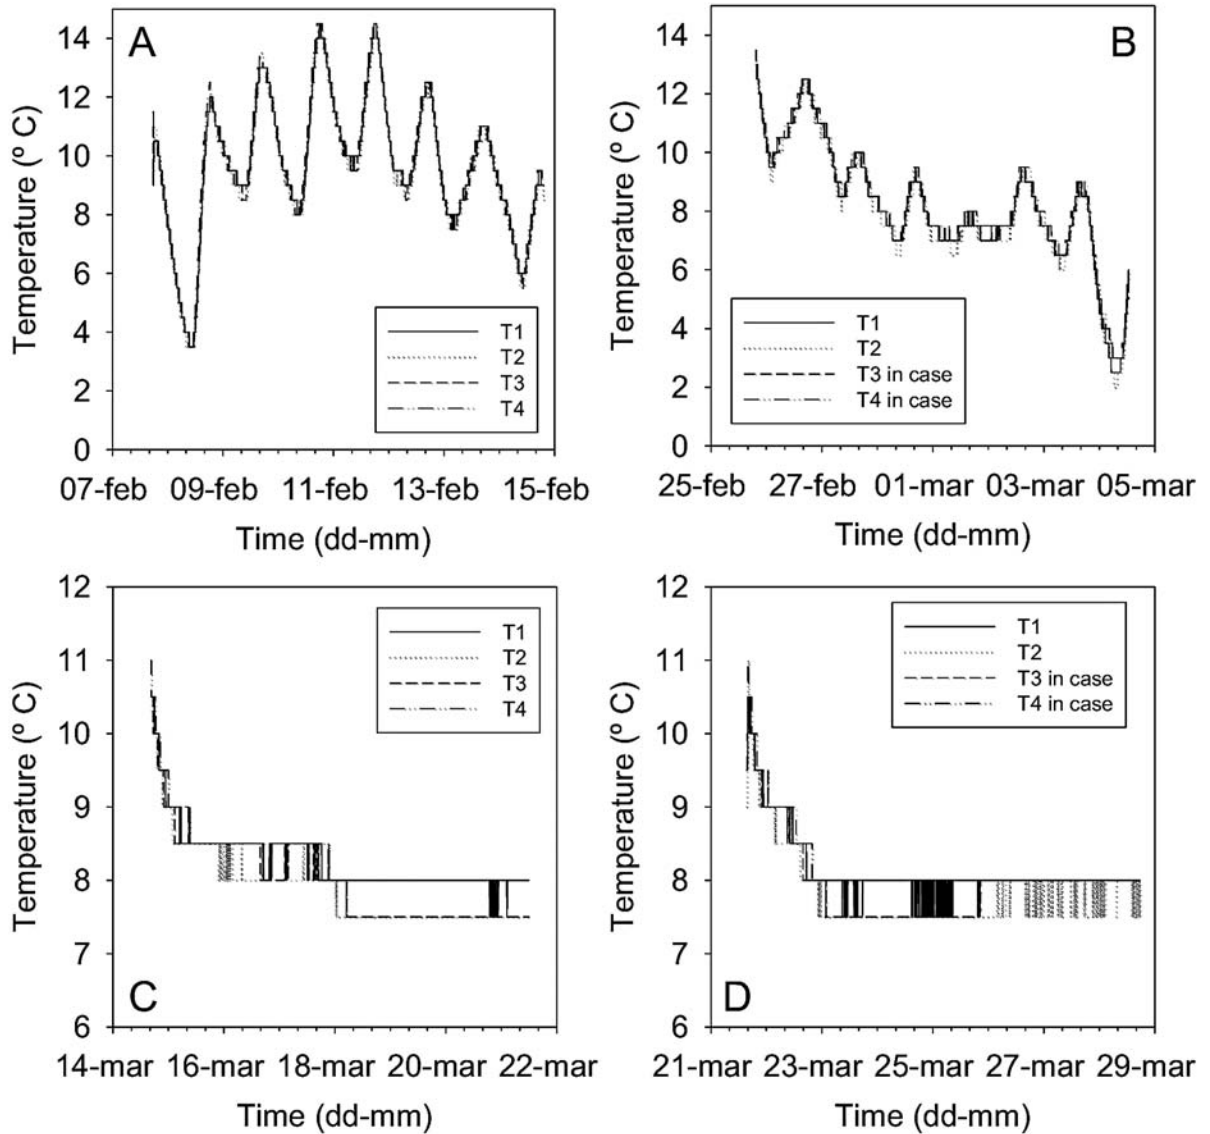 A
Temperature (º C)
14
12
10
8
6
4
2
0
T1
T2
T3
T4
07-feb 09-feb 11-feb 13-feb 15-feb
Time (dd-mm)
B
Temperature (º C)
14
12
10
8
6
4
2
0
T1
T2
T3 in case
T4 in case
25-feb 27-feb 01-mar 03-mar 05-mar
Time (dd-mm)
C
Temperature (º C)
12
11
10
9
8
7
6
T1
T2
T3
T4
14-mar 16-mar 18-mar 20-mar 22-mar
Time (dd-mm)
D
Temperature (º C)
12
11
10
9
8
7
6
T1
T2
T3 in case
T4 in case
21-mar 23-mar 25-mar 27-mar 29-mar
Time (dd-mm)